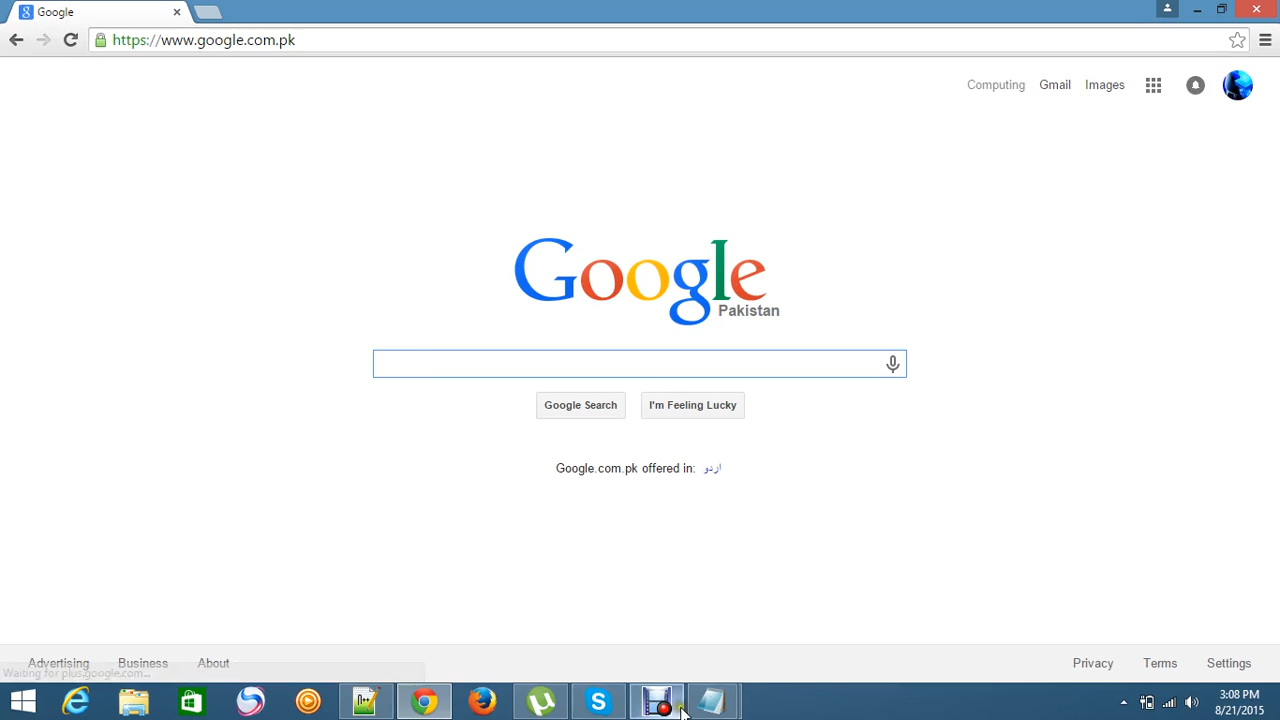 Google
https://www.google.com.pk
Computing Gmail Images
Google
Pakistan
Google Search I'm Feeling Lucky
Google.com.pk offered in: اردو
Advertising Business About Privacy Terms Settings
Waiting for plus.google.com...
3:08 PM
8/21/2015